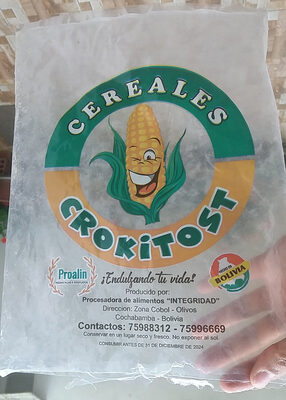 CEREALES
CROKITOST
Proalin
¡Endulzando tu vida!
HECHO EN
BOLIVIA
Producido por:
Procesadora de alimentos "INTEGRIDAD"
Direccion: Zona Cobol - Olivos
Cochabamba - Bolivia
Contactos: 75988312 - 75996669
Conservar en un lugar seco y fresco. No exponer al sol.
CONSUMIR ANTES DE 31 DE DICIEMBRE DE 2024